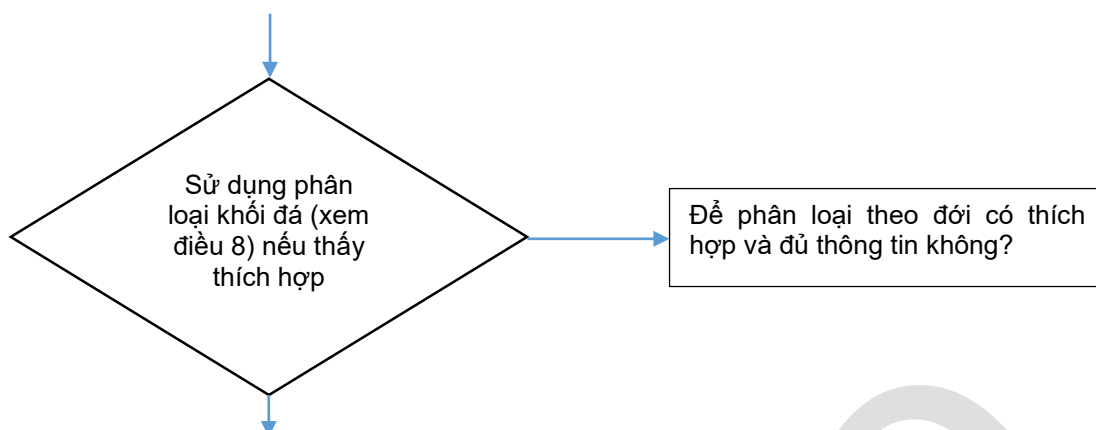 Sử dụng phân
loại khối đá (xem
điều 8) nếu thấy
thích hợp
Để phân loại theo đới có thích
hợp và đủ thông tin không?